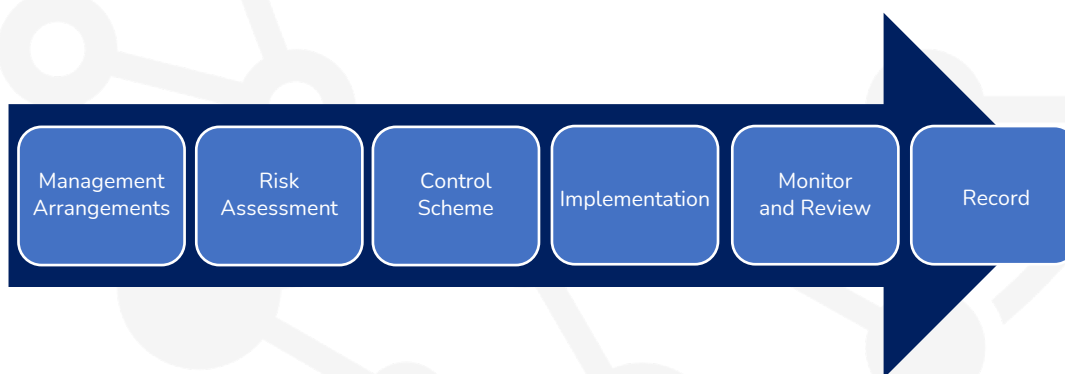 Management
Arrangements
Risk
Assessment
Control
Scheme
Implementation
Monitor
and Review
Record